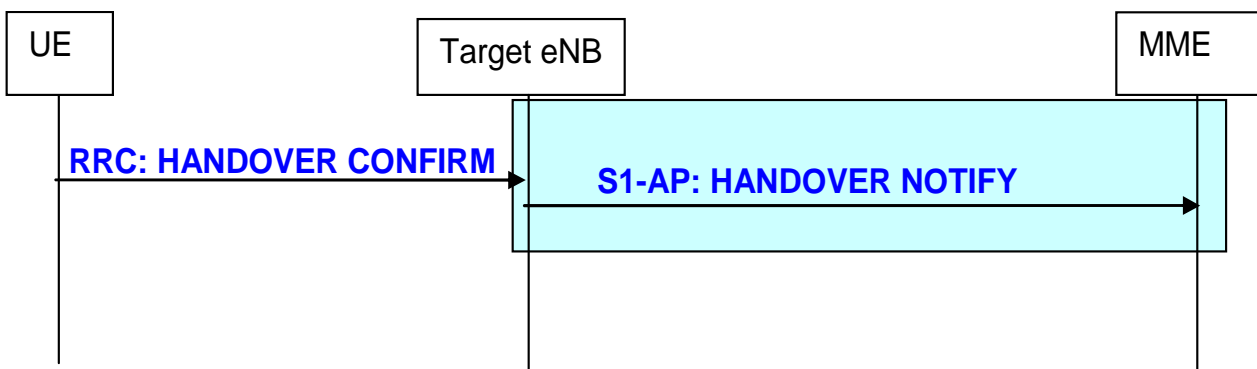 UE
Target eNB
MME
RRC: HANDOVER CONFIRM
S1-AP: HANDOVER NOTIFY